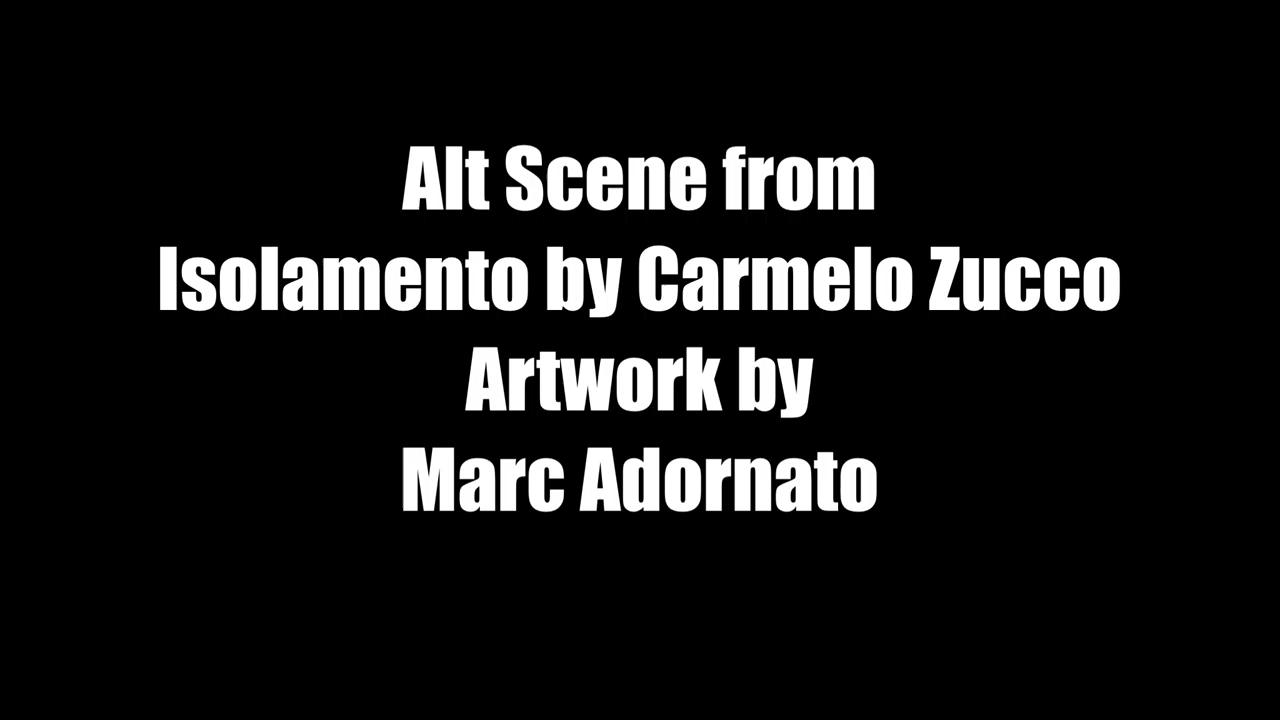 Alt Scene from
Isolamento by Carmelo Zucco
Artwork by
Marc Adornato